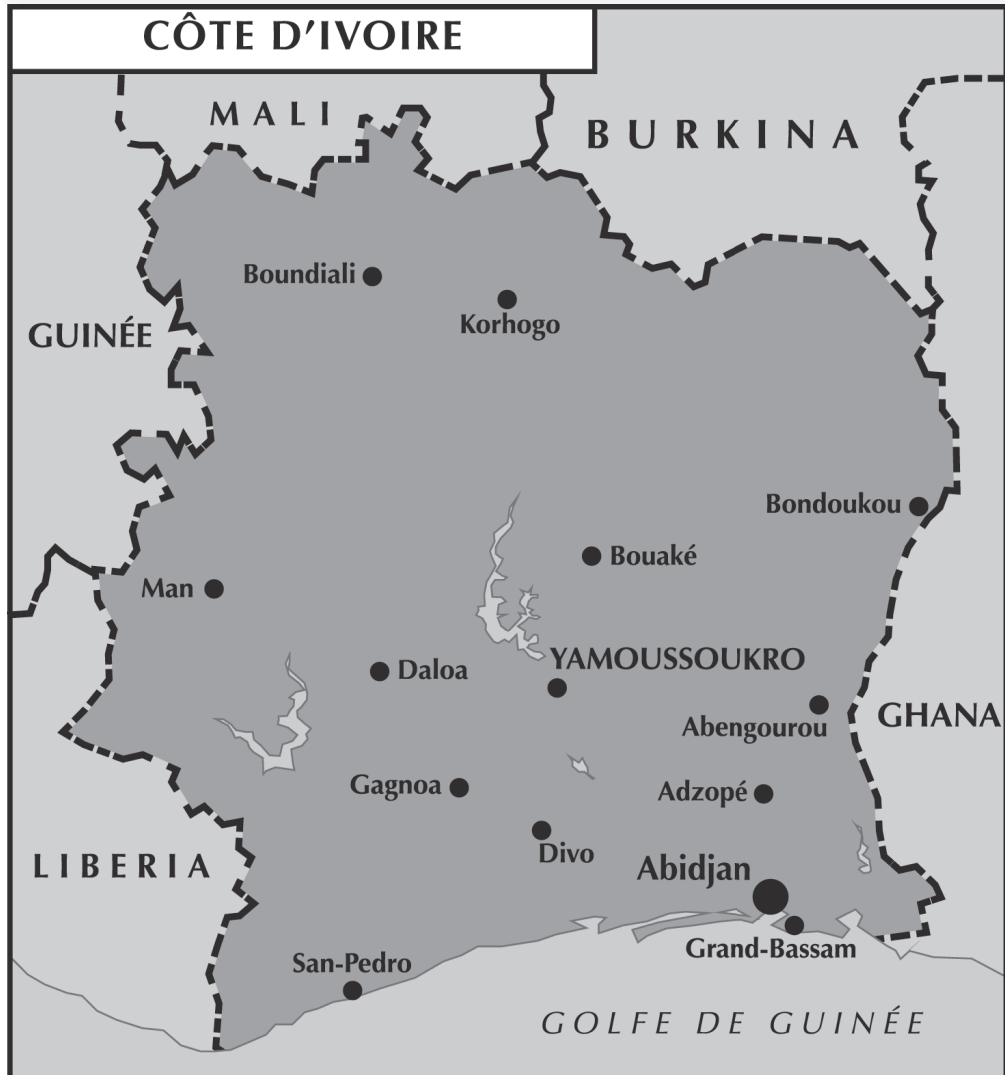 CÔTE D'IVOIRE
MALI
BURKINA
Boundiali
Korhogo
GUINÉE
Bondoukou
Bouaké
Man
YAMOUSSOUKRO
Daloa
Abengourou
GHANA
Gagnoa
Adzopé
Divo
LIBERIA
Abidjan
Grand-Bassam
San-Pedro
GOLFE DE GUINÉE